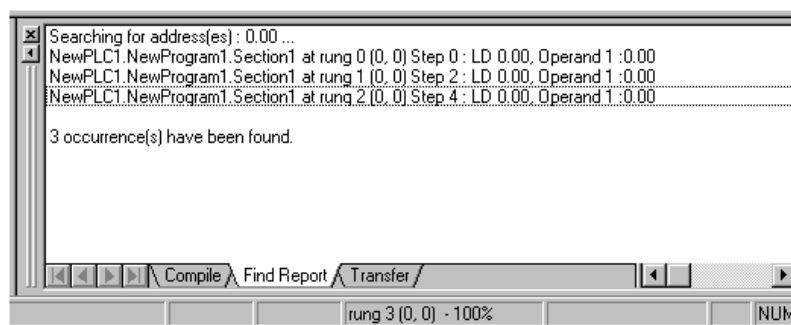 Searching for address(es) : 0.00 ...
NewPLC1.NewProgram1.Section1 at rung 0 (0, 0) Step 0 : LD 0.00, Operand 1 :0.00
NewPLC1.NewProgram1.Section1 at rung 1 (0, 0) Step 2 : LD 0.00, Operand 1 :0.00
NewPLC1.NewProgram1.Section1 at rung 2 (0, 0) Step 4 : LD 0.00, Operand 1 :0.00
3 occurrence(s) have been found.
Compile Find Report Transfer
rung 3 (0, 0) - 100% NUM